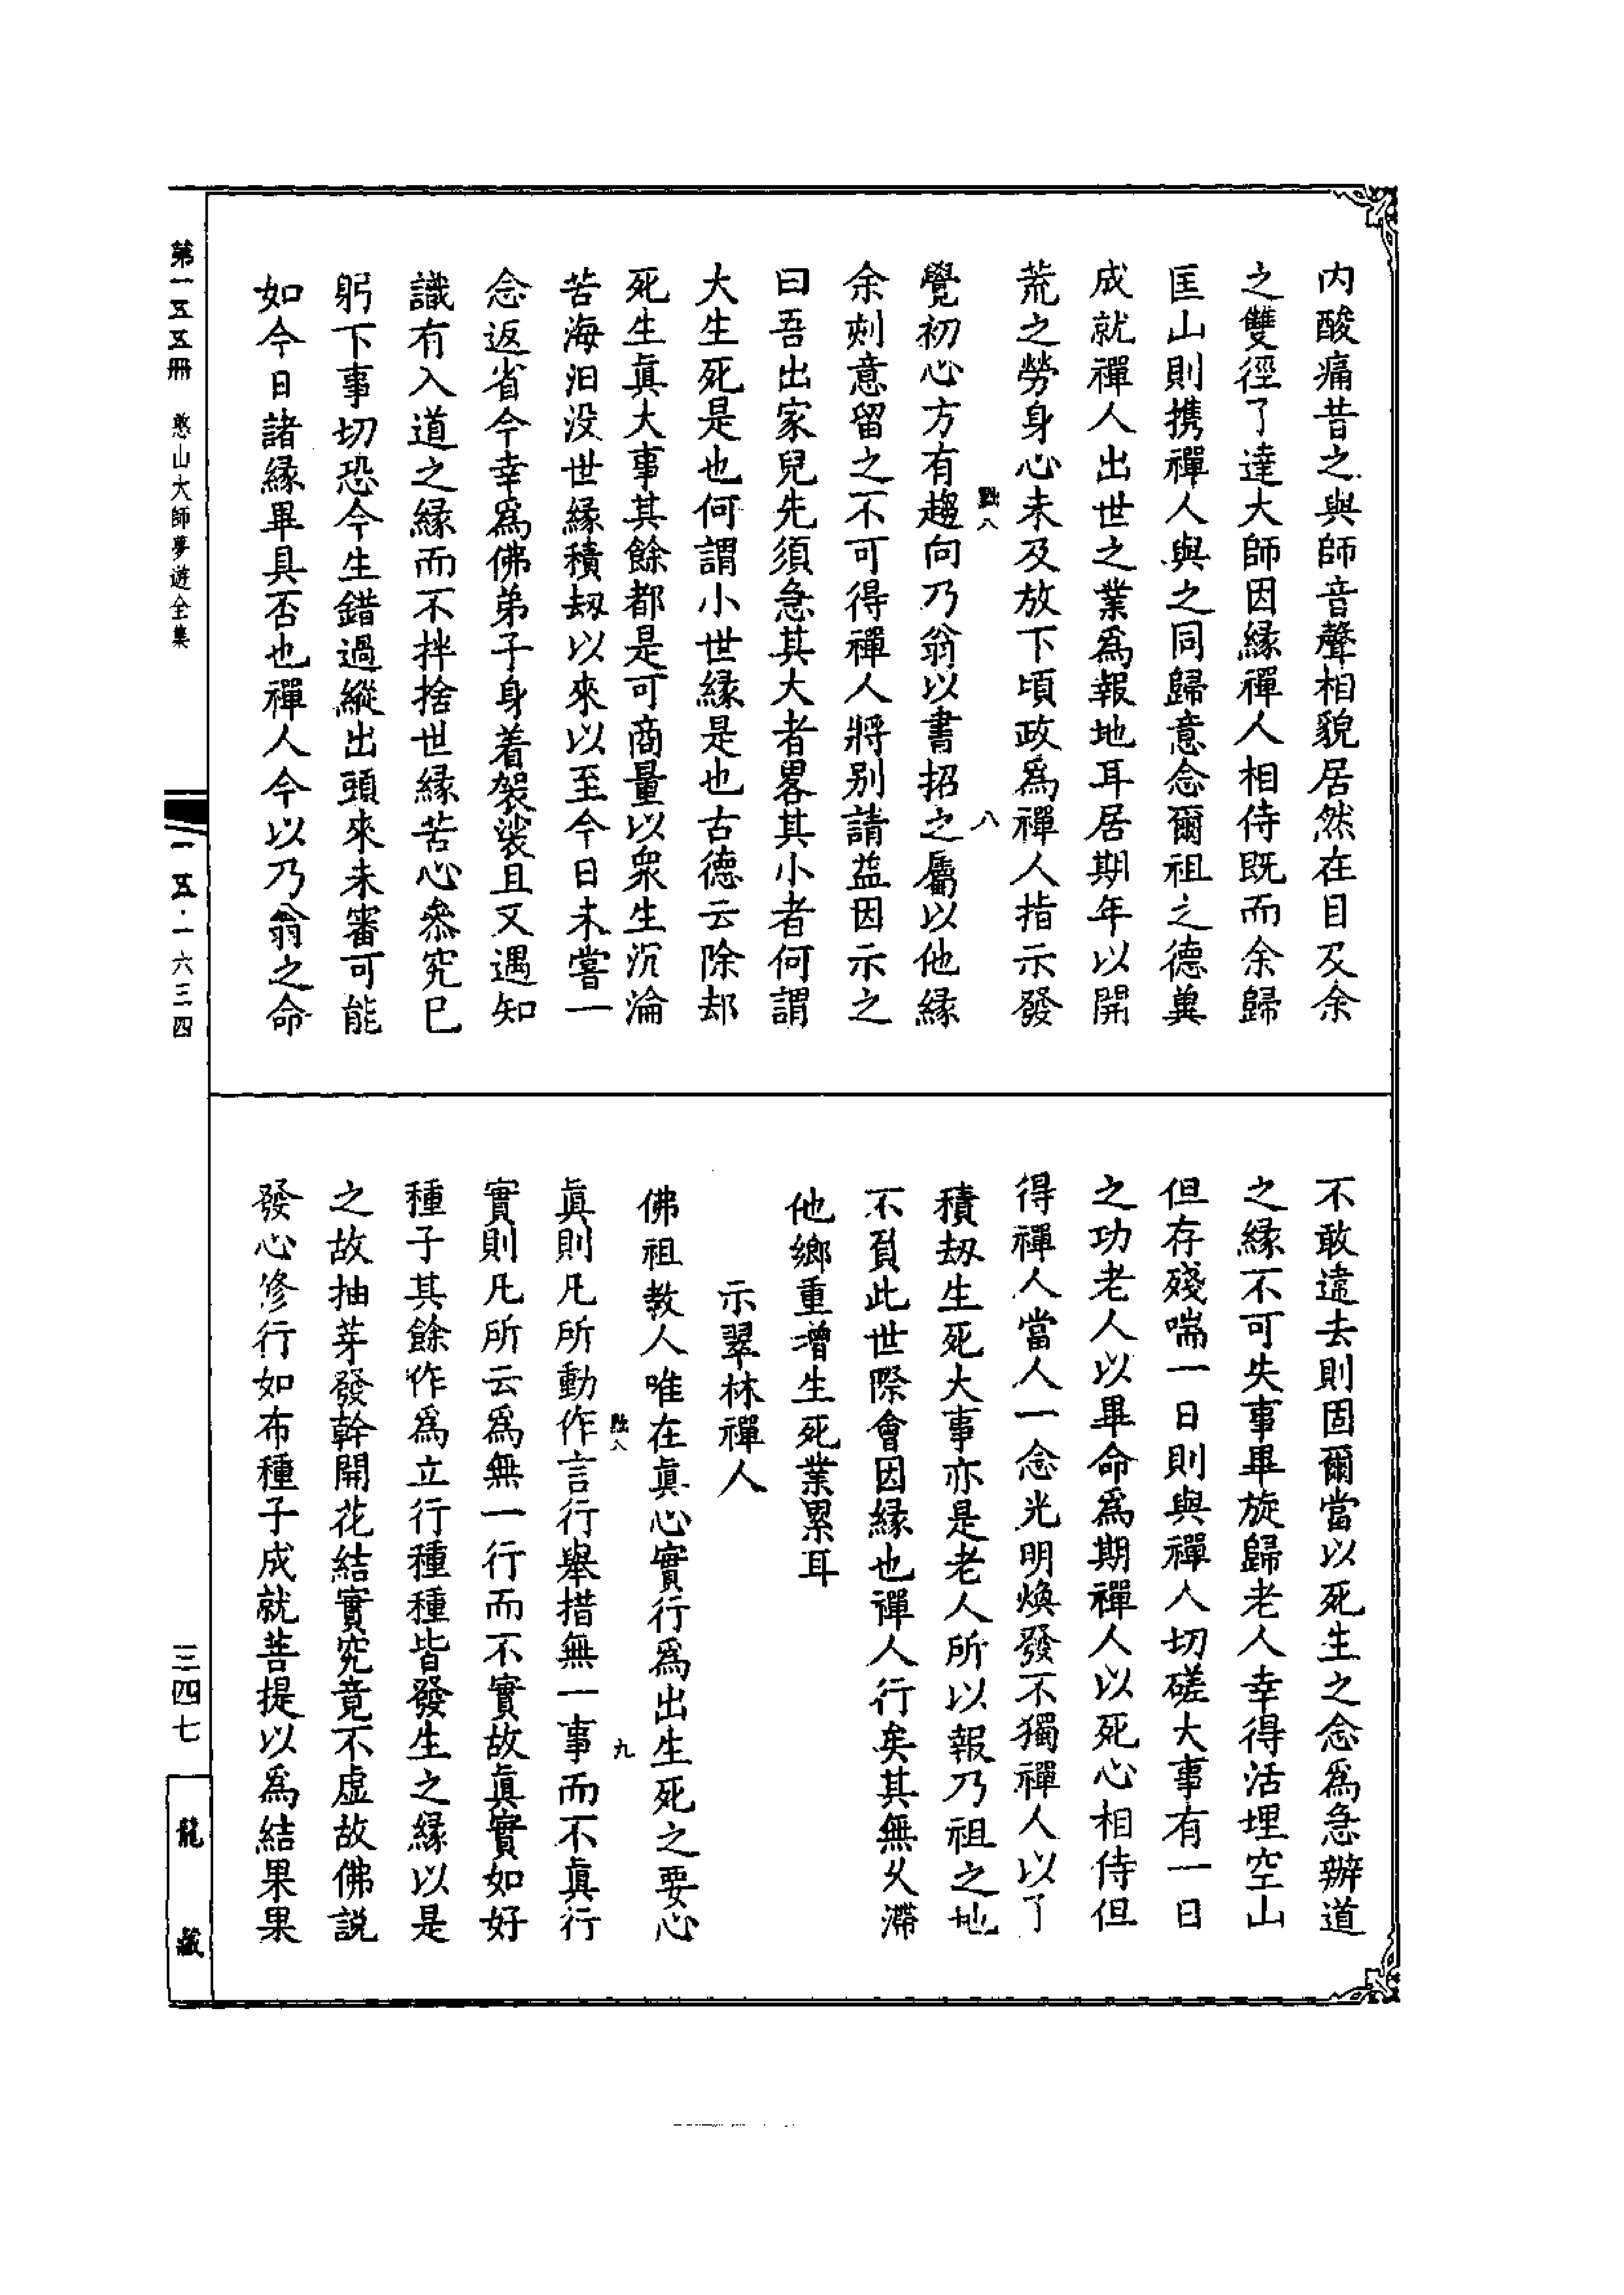 内酸痛昔之與師音聲相貌居然在目及余
之雙徑了達大師因緣禪人相侍既而余歸
匡山則携禪人與之同歸意念爾祖之德冀
成就禪人出世之業爲報地耳居期年以開
荒之勞身心未及放下頃政爲禪人指示發
點八
八
覺初心方有趨向乃翁以書招之屬以他緣
余刺意留之不可得禪人將别請益因示之
曰吾出家兒先須急其大者畧其小者何謂
大生死是也何謂小世緣是也古德云除却
死生眞大事其餘都是可商量以衆生沉淪
苦海汩没世緣積劫以來以至今日未嘗一
念返省今幸爲佛弟子身着袈裟且又遇知
識有入道之緣而不拌捨世緣苦心叅究已
躬下事切恐今生錯過縱出頭來未審可能
如今日諸緣畢具否也禪人今以乃翁之命
不敢遠去則固爾當以死生之念爲急辦道
之緣不可失事畢旋歸老人幸得活埋空山
但存殘喘一日則與禪人切磋大事有一日
之功老人以畢命爲期禪人以死心相侍但
得禪人當人一念光明煥發不獨禪人以了
積劫生死大事亦是老人所以報乃祖之地
不負此世際會因緣也禪人行矣其無久滯
他鄉重增生死業累耳
示翠林禪人
佛祖教人唯在眞心實行爲出生死之要心
點八
九
眞則凡所動作言行舉措無一事而不眞行
實則凡所云爲無一行而不實故眞實如好
種子其餘作爲立行種種皆發生之緣以是
之故抽芽發幹開花結實究竟不虛故佛説
發心修行如布種子成就菩提以爲結果果
第一五五冊 憨山大師夢遊全集
一五五·一六三四
三四七
龍藏